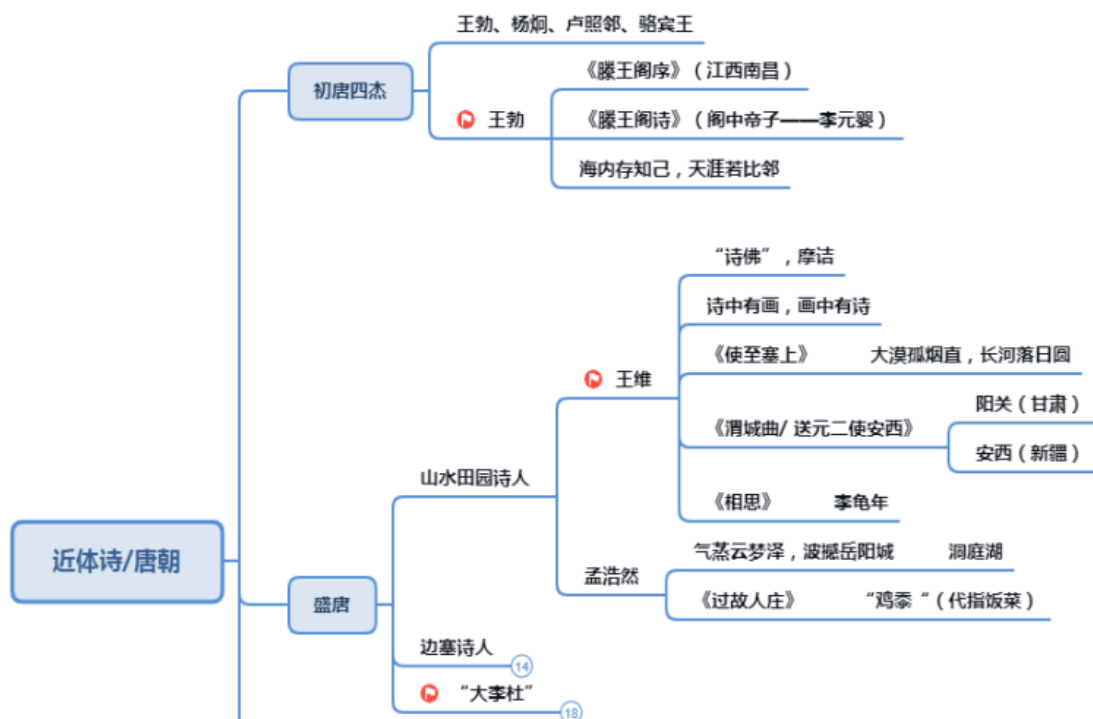 王勃、杨炯、卢照邻、骆宾王
初唐四杰
《滕王阁序》（江西南昌）
王勃
《滕王阁诗》（阁中帝子——李元婴）
海内存知己，天涯若比邻
“诗佛”，摩诘
诗中有画，画中有诗
《使至塞上》 大漠孤烟直，长河落日圆
王维
《渭城曲/ 送元二使安西》
阳关（甘肃）
安西（新疆）
山水田园诗人
《相思》 李龟年
近体诗/唐朝
气蒸云梦泽，波撼岳阳城 洞庭湖
孟浩然
《过故人庄》 “鸡黍“（代指饭菜）
盛唐
边塞诗人
14
“大李杜”
18